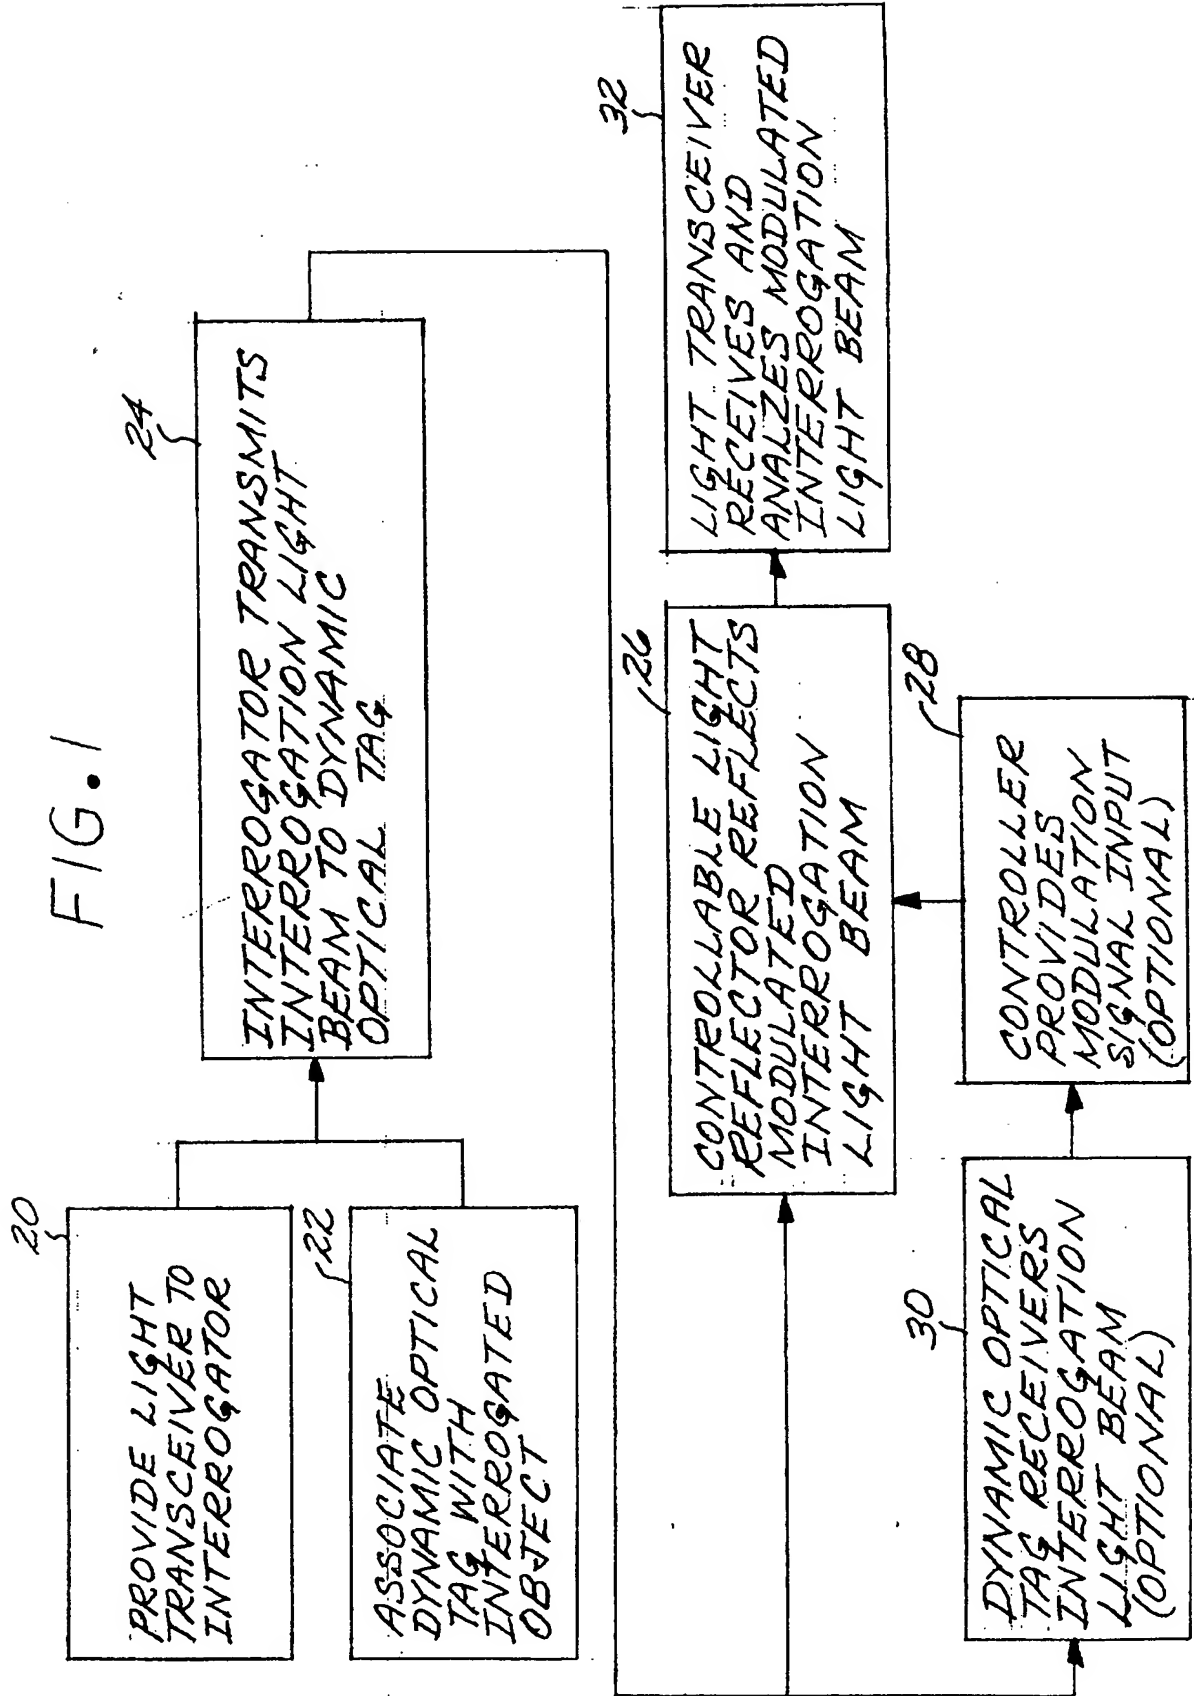 FIG. 1
20
PROVIDE LIGHT
TRANSCEIVER TO
INTERROGATOR
22
ASSOCIATE
DYNAMIC OPTICAL
TAG WITH
INTERROGATED
OBJECT
24
INTERROGATOR TRANSMITS
INTERROGATION LIGHT
BEAM TO DYNAMIC
OPTICAL TAG
26
CONTROLLABLE LIGHT
REFLECTOR REFLECTS
MODULATED
INTERROGATION
LIGHT BEAM
32
LIGHT TRANSCEIVER
RECEIVES AND
ANALZES MODULATED
INTERROGATION
LIGHT BEAM
30
DYNAMIC OPTICAL
TAG RECEIVERS
INTERROGATION
LIGHT BEAM
(OPTIONAL)
28
CONTROLLER
PROVIDES
MODULATION
SIGNAL INPUT
(OPTIONAL)